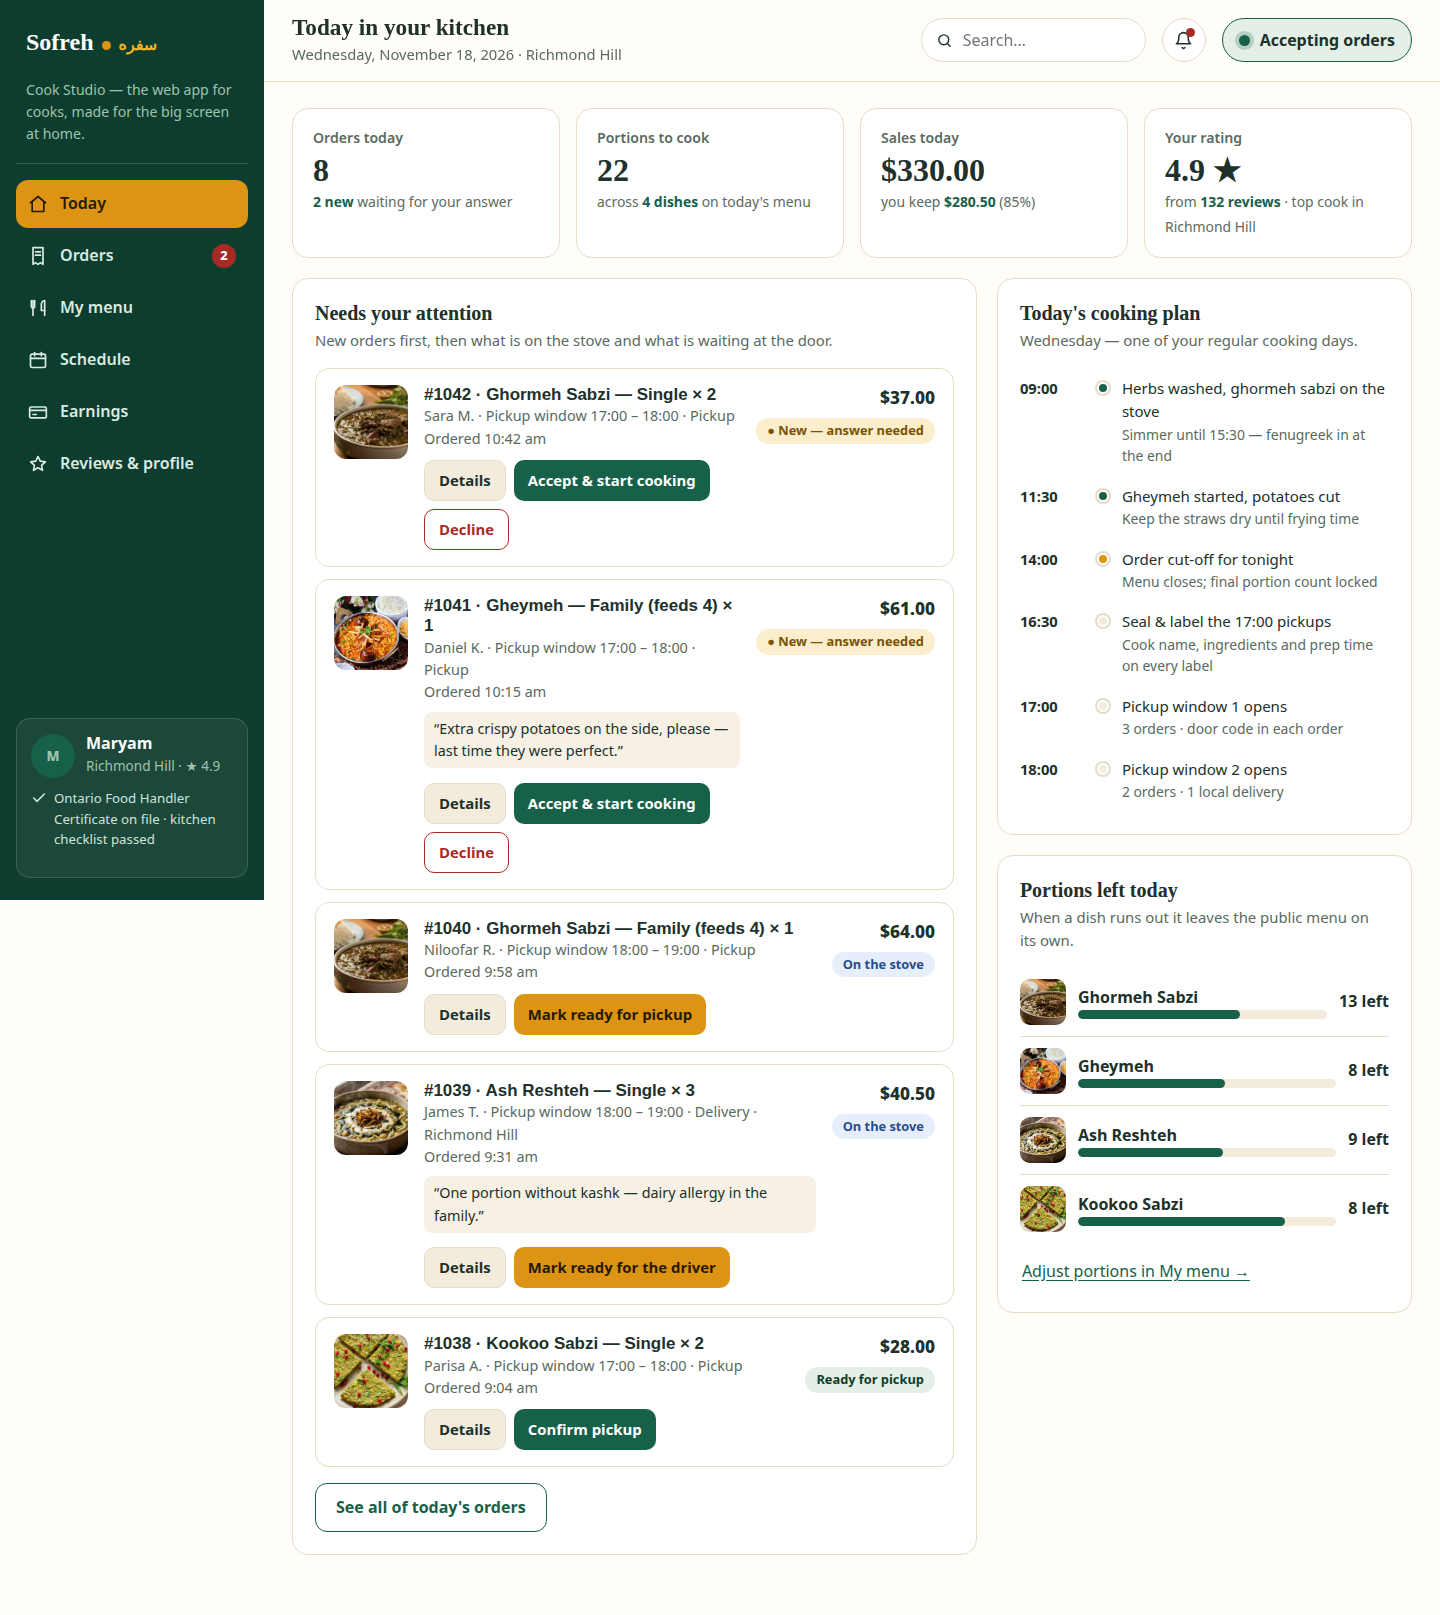 Sofreh سفره
Cook Studio — the web app for
cooks, made for the big screen
at home.
Today
Orders 2
My menu
Schedule
Earnings
Reviews & profile
M
Maryam
Richmond Hill · ★ 4.9
Ontario Food Handler
Certificate on file · kitchen
checklist passed
Today in your kitchen
Wednesday, November 18, 2026 · Richmond Hill
Search...
Accepting orders
Orders today
8
2 new waiting for your answer
Portions to cook
22
across 4 dishes on today's menu
Sales today
$330.00
you keep $280.50 (85%)
Your rating
4.9 ★
from 132 reviews · top cook in
Richmond Hill
Needs your attention
New orders first, then what is on the stove and what is waiting at the door.
#1042 · Ghormeh Sabzi — Single × 2
Sara M. · Pickup window 17:00 – 18:00 · Pickup
Ordered 10:42 am
$37.00
● New — answer needed
Details
Accept & start cooking
Decline
#1041 · Gheymeh — Family (feeds 4) ×
1
Daniel K. · Pickup window 17:00 – 18:00 ·
Pickup
Ordered 10:15 am
$61.00
● New — answer needed
“Extra crispy potatoes on the side, please —
last time they were perfect.”
Details
Accept & start cooking
Decline
#1040 · Ghormeh Sabzi — Family (feeds 4) × 1
Niloofar R. · Pickup window 18:00 – 19:00 · Pickup
Ordered 9:58 am
$64.00
On the stove
Details
Mark ready for pickup
#1039 · Ash Reshteh — Single × 3
James T. · Pickup window 18:00 – 19:00 · Delivery ·
Richmond Hill
Ordered 9:31 am
$40.50
On the stove
“One portion without kashk — dairy allergy in the
family.”
Details
Mark ready for the driver
#1038 · Kookoo Sabzi — Single × 2
Parisa A. · Pickup window 17:00 – 18:00 · Pickup
Ordered 9:04 am
$28.00
Ready for pickup
Details
Confirm pickup
See all of today's orders
Today's cooking plan
Wednesday — one of your regular cooking days.
09:00
Herbs washed, ghormeh sabzi on the
stove
Simmer until 15:30 — fenugreek in at
the end
11:30
Gheymeh started, potatoes cut
Keep the straws dry until frying time
14:00
Order cut-off for tonight
Menu closes; final portion count locked
16:30
Seal & label the 17:00 pickups
Cook name, ingredients and prep time
on every label
17:00
Pickup window 1 opens
3 orders · door code in each order
18:00
Pickup window 2 opens
2 orders · 1 local delivery
Portions left today
When a dish runs out it leaves the public menu on
its own.
Ghormeh Sabzi
13 left
Gheymeh
8 left
Ash Reshteh
9 left
Kookoo Sabzi
8 left
Adjust portions in My menu →